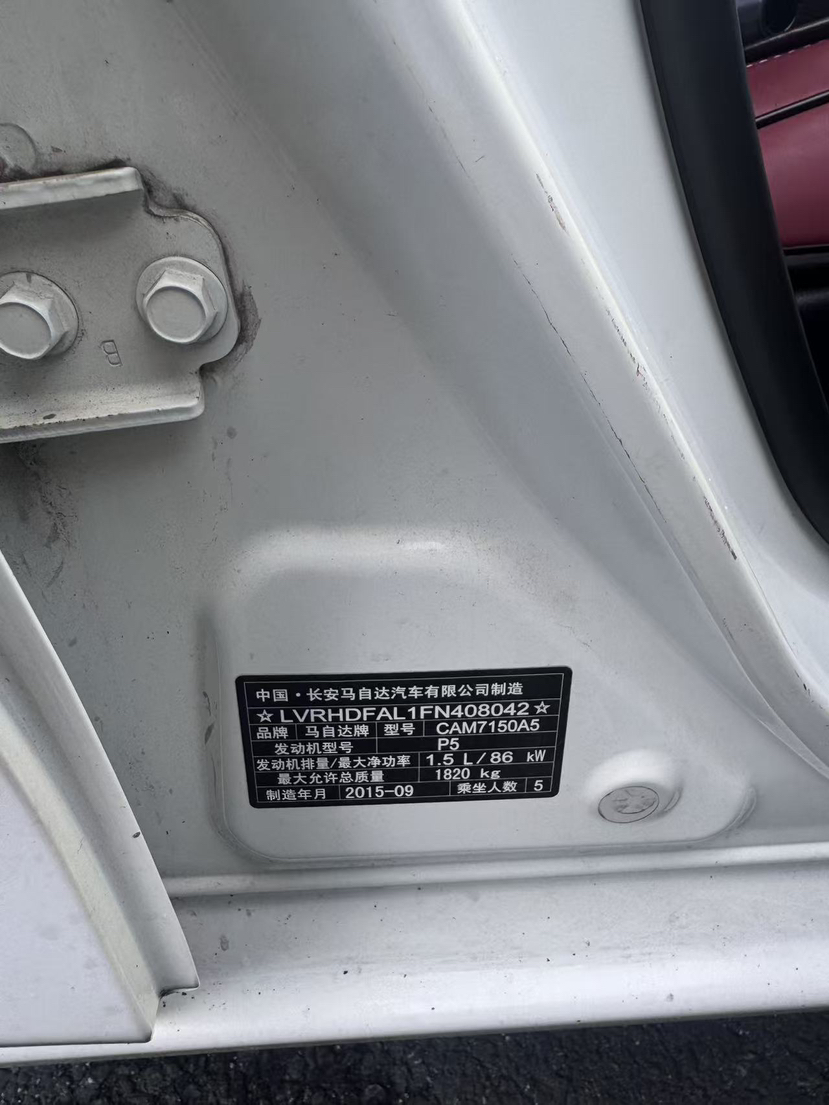 B
中国·长安马自达汽车有限公司制造
☆LVRHDFAL1FN408042☆
品牌 马自达牌 型号 CAM7150A5
发动机型号 P5
发动机排量/最大净功率 1.5 L/86 kW
最大允许总质量 1820 kg
制造年月 2015-09 乘坐人数 5